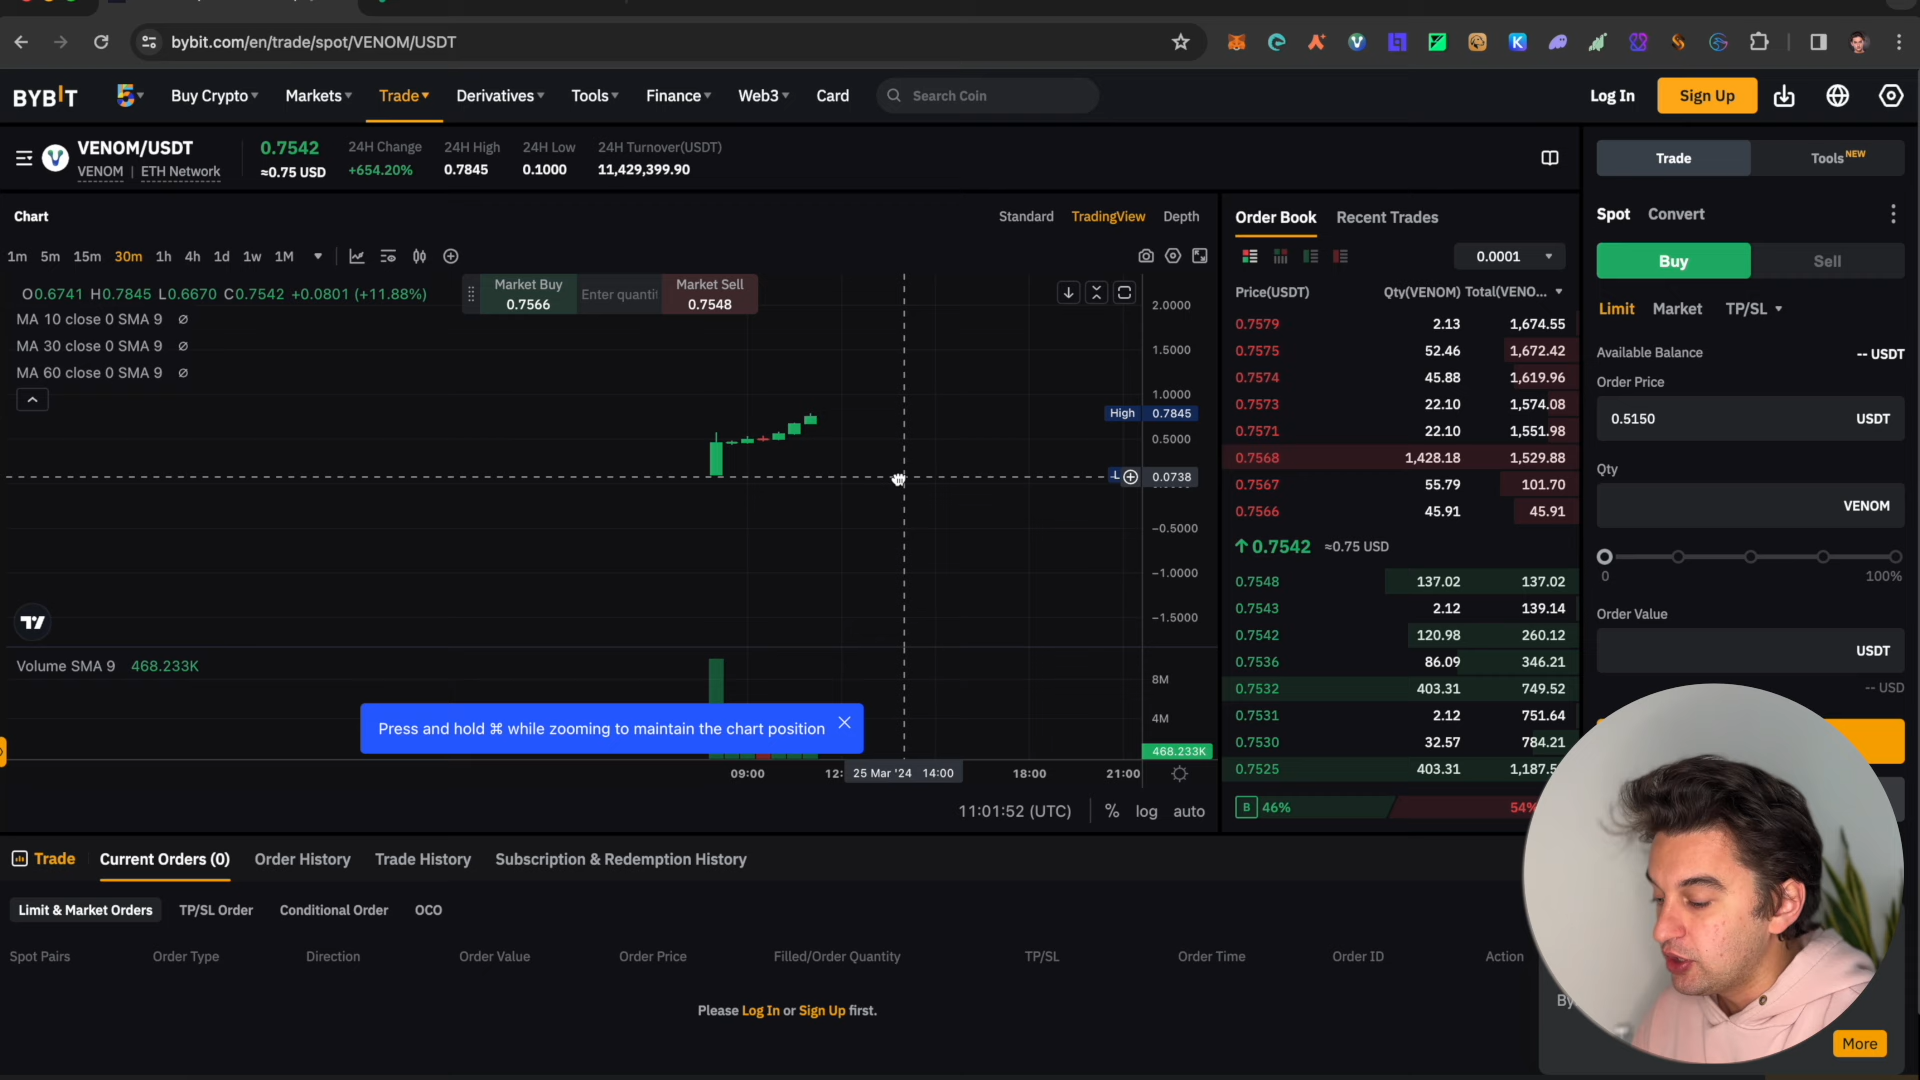 bybit.com/en/trade/spot/VENOM/USDT
BYBIT Buy Crypto Markets Trade Derivatives Tools Finance Web3 Card Search Coin Log In Sign Up
VENOM/USDT 0.7542 24H Change 24H High 24H Low 24H Turnover(USDT)
VENOM | ETH Network ≈0.75 USD +654.20% 0.7845 0.1000 11,429,399.90
Trade Tools NEW
Chart Standard TradingView Depth
1m 5m 15m 30m 1h 4h 1d 1w 1M
O0.6741 H0.7845 L0.6670 C0.7542 +0.0801 (+11.88%)
Market Buy 0.7566 Enter quantit Market Sell 0.7548
MA 10 close 0 SMA 9 ∅
MA 30 close 0 SMA 9 ∅
MA 60 close 0 SMA 9 ∅
2.0000
1.5000
1.0000
High 0.7845
0.5000
0.0738
−0.5000
−1.0000
−1.5000
Volume SMA 9 468.233K
8M
4M
468.233K
Press and hold ⌘ while zooming to maintain the chart position
09:00 12: 25 Mar '24 14:00 18:00 21:00
11:01:52 (UTC) % log auto
Order Book Recent Trades
0.0001
Price(USDT) Qty(VENOM) Total(VENO...
0.7579 2.13 1,674.55
0.7575 52.46 1,672.42
0.7574 45.88 1,619.96
0.7573 22.10 1,574.08
0.7571 22.10 1,551.98
0.7568 1,428.18 1,529.88
0.7567 55.79 101.70
0.7566 45.91 45.91
0.7542 ≈0.75 USD
0.7548 137.02 137.02
0.7543 2.12 139.14
0.7542 120.98 260.12
0.7536 86.09 346.21
0.7532 403.31 749.52
0.7531 2.12 751.64
0.7530 32.57 784.21
0.7525 403.31 1,187.5
B 46% 54%
Spot Convert
Buy Sell
Limit Market TP/SL
Available Balance -- USDT
Order Price
0.5150 USDT
Qty
VENOM
0 100%
Order Value
USDT
-- USD
Trade Current Orders (0) Order History Trade History Subscription & Redemption History
Limit & Market Orders TP/SL Order Conditional Order OCO
Spot Pairs Order Type Direction Order Value Order Price Filled/Order Quantity TP/SL Order Time Order ID Action
Please Log In or Sign Up first.
By
More